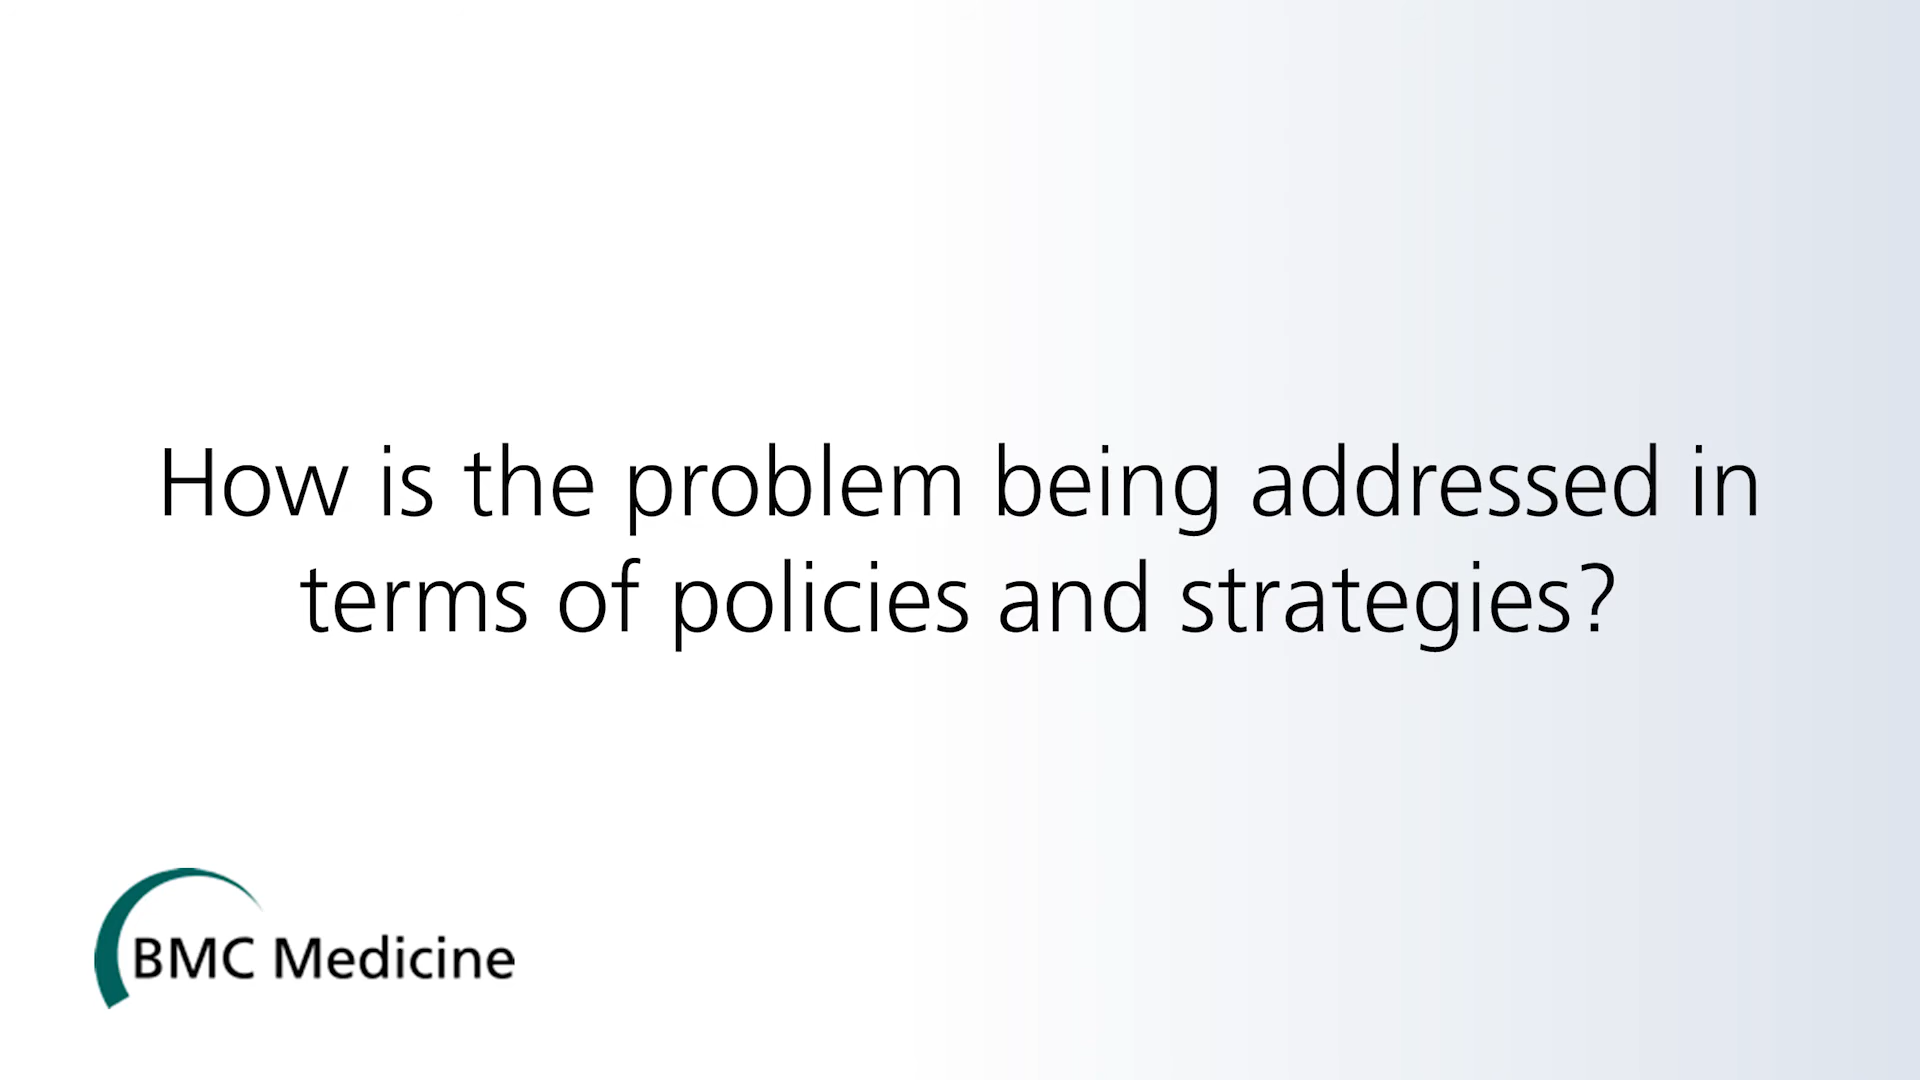 How is the problem being addressed in
terms of policies and strategies?
BMC Medicine